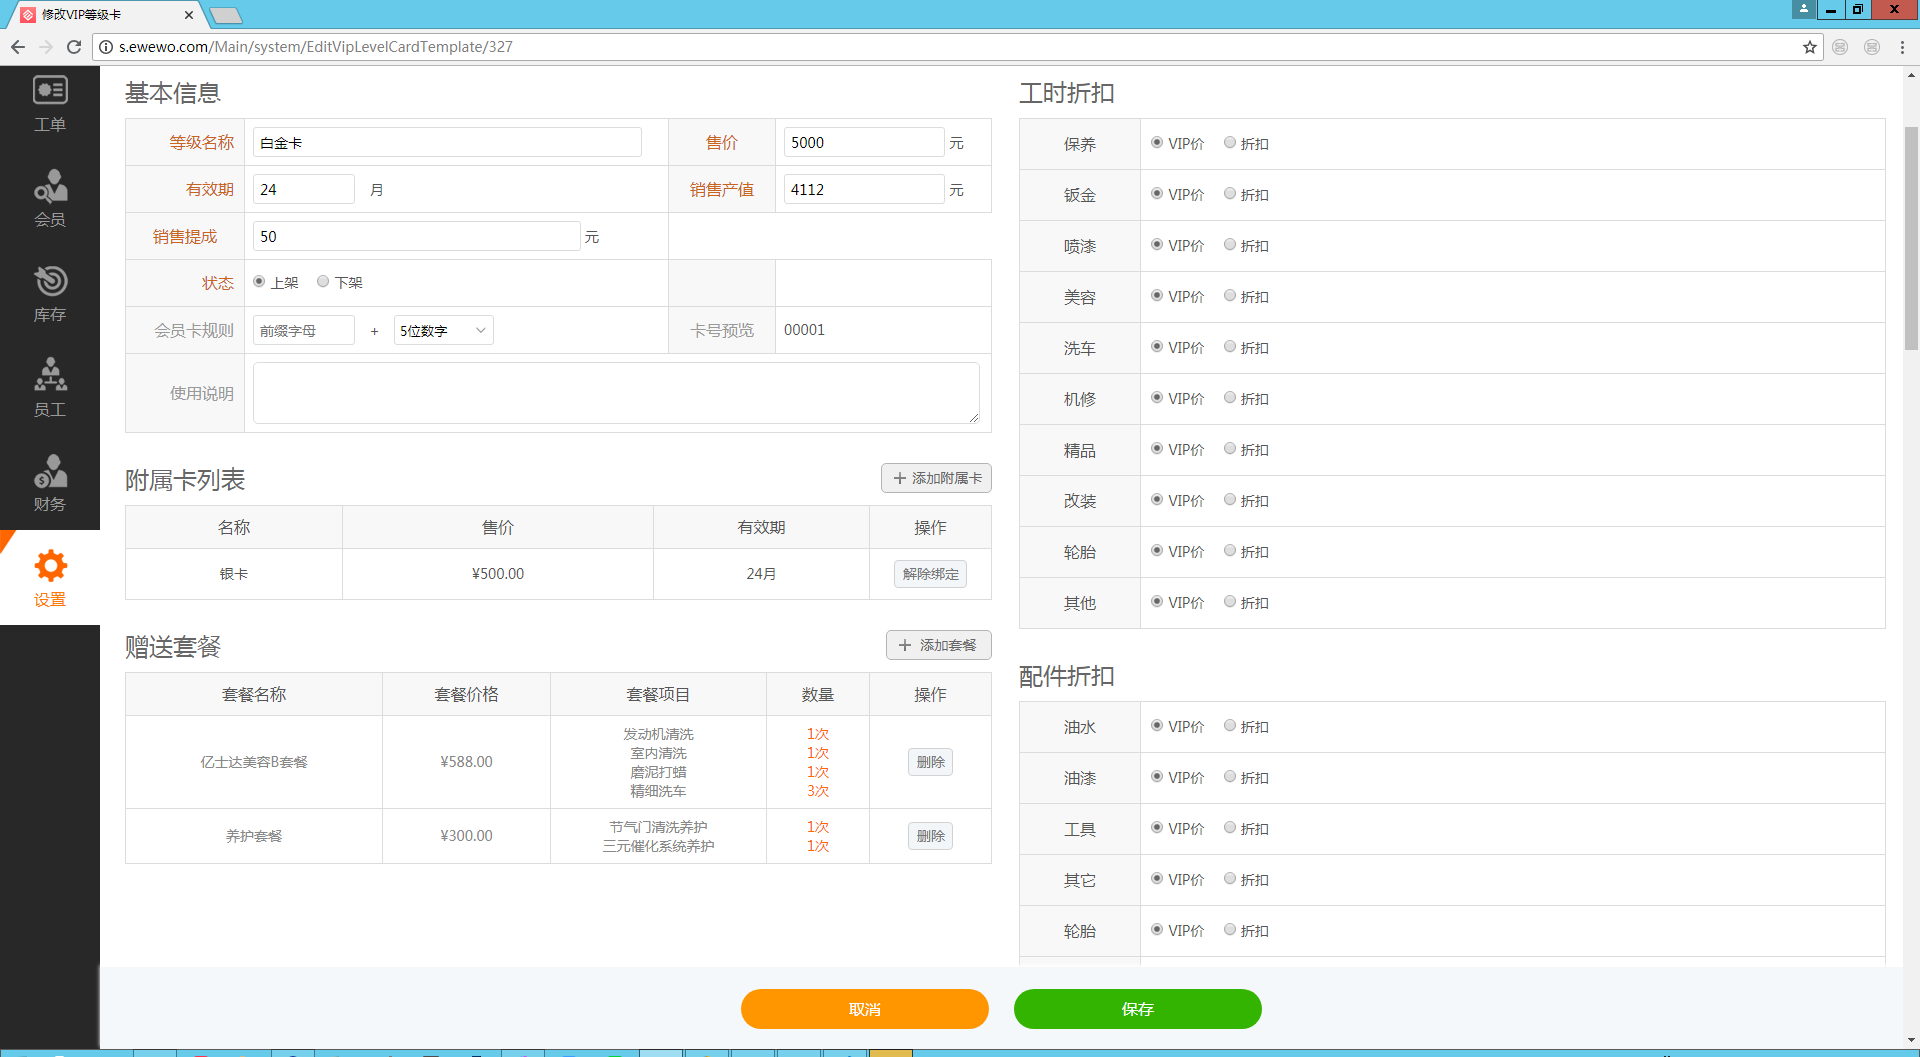 修改VIP等级卡
s.ewewo.com/Main/system/EditVipLevelCardTemplate/327
工单
会员
库存
员工
财务
设置
基本信息
等级名称 白金卡 售价 5000 元
有效期 24 月 销售产值 4112 元
销售提成 50 元
状态 上架 下架
会员卡规则 前缀字母 + 5位数字 卡号预览 00001
使用说明
附属卡列表 添加附属卡
名称 售价 有效期 操作
银卡 ¥500.00 24月 解除绑定
赠送套餐 添加套餐
套餐名称 套餐价格 套餐项目 数量 操作
亿士达美容B套餐 ¥588.00 删除
发动机清洗 1次
室内清洗 1次
磨泥打蜡 1次
精细洗车 3次
养护套餐 ¥300.00 删除
节气门清洗养护 1次
三元催化系统养护 1次
工时折扣
保养 VIP价 折扣
钣金 VIP价 折扣
喷漆 VIP价 折扣
美容 VIP价 折扣
洗车 VIP价 折扣
机修 VIP价 折扣
精品 VIP价 折扣
改装 VIP价 折扣
轮胎 VIP价 折扣
其他 VIP价 折扣
配件折扣
油水 VIP价 折扣
油漆 VIP价 折扣
工具 VIP价 折扣
其它 VIP价 折扣
轮胎 VIP价 折扣
取消 保存